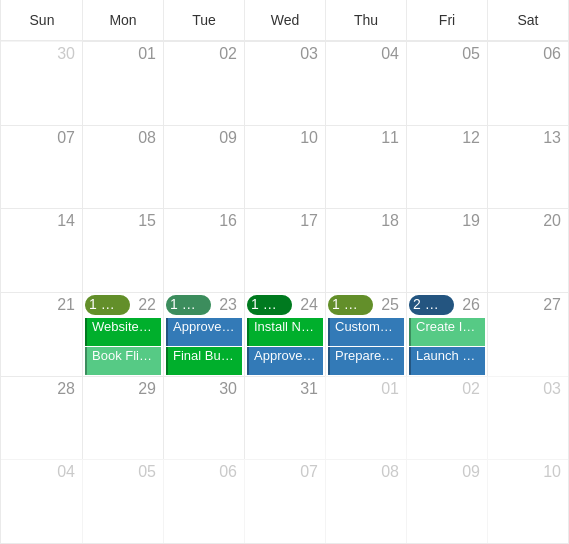 Sun Mon Tue Wed Thu Fri Sat
30 01 02 03 04 05 06
07 08 09 10 11 12 13
14 15 16 17 18 19 20
21 1 ... 22 1 ... 23 1 ... 24 1 ... 25 2 ... 26 27
Website... Approve... Install N... Custom... Create I...
Book Fli... Final Bu... Approve... Prepare... Launch ...
28 29 30 31 01 02 03
04 05 06 07 08 09 10